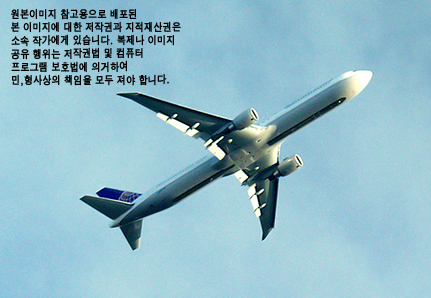 원본이미지 참고용으로 배포된
본 이미지에 대한 저작권과 지적재산권은
소속 작가에게 있습니다. 복제나 이미지
공유 행위는 저작권법 및 컴퓨터
프로그램 보호법에 의거하여
민,형사상의 책임을 모두 져야 합니다.